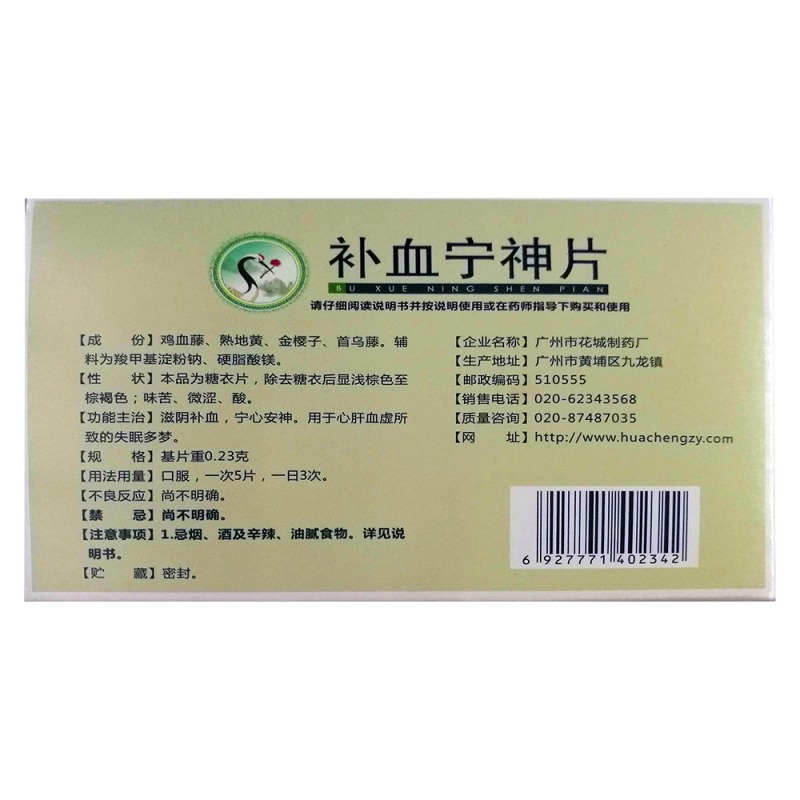 补血宁神片
BU XUE NING SHEN PIAN
请仔细阅读说明书并按说明使用或在药师指导下购买和使用
【成　份】鸡血藤、熟地黄、金樱子、首乌藤。辅
料为羧甲基淀粉钠、硬脂酸镁。
【性　状】本品为糖衣片，除去糖衣后显浅棕色至
棕褐色；味苦、微涩、酸。
【功能主治】滋阴补血，宁心安神。用于心肝血虚所
致的失眠多梦。
【规　格】基片重0.23克
【用法用量】口服，一次5片，一日3次。
【不良反应】尚不明确。
【禁　忌】尚不明确。
【注意事项】1.忌烟、酒及辛辣、油腻食物。详见说
明书。
【贮　藏】密封。
【企业名称】广州市花城制药厂
【生产地址】广州市黄埔区九龙镇
【邮政编码】510555
【销售电话】020-62343568
【质量咨询】020-87487035
【网　址】http://www.huachengzy.com
6 927771 402342